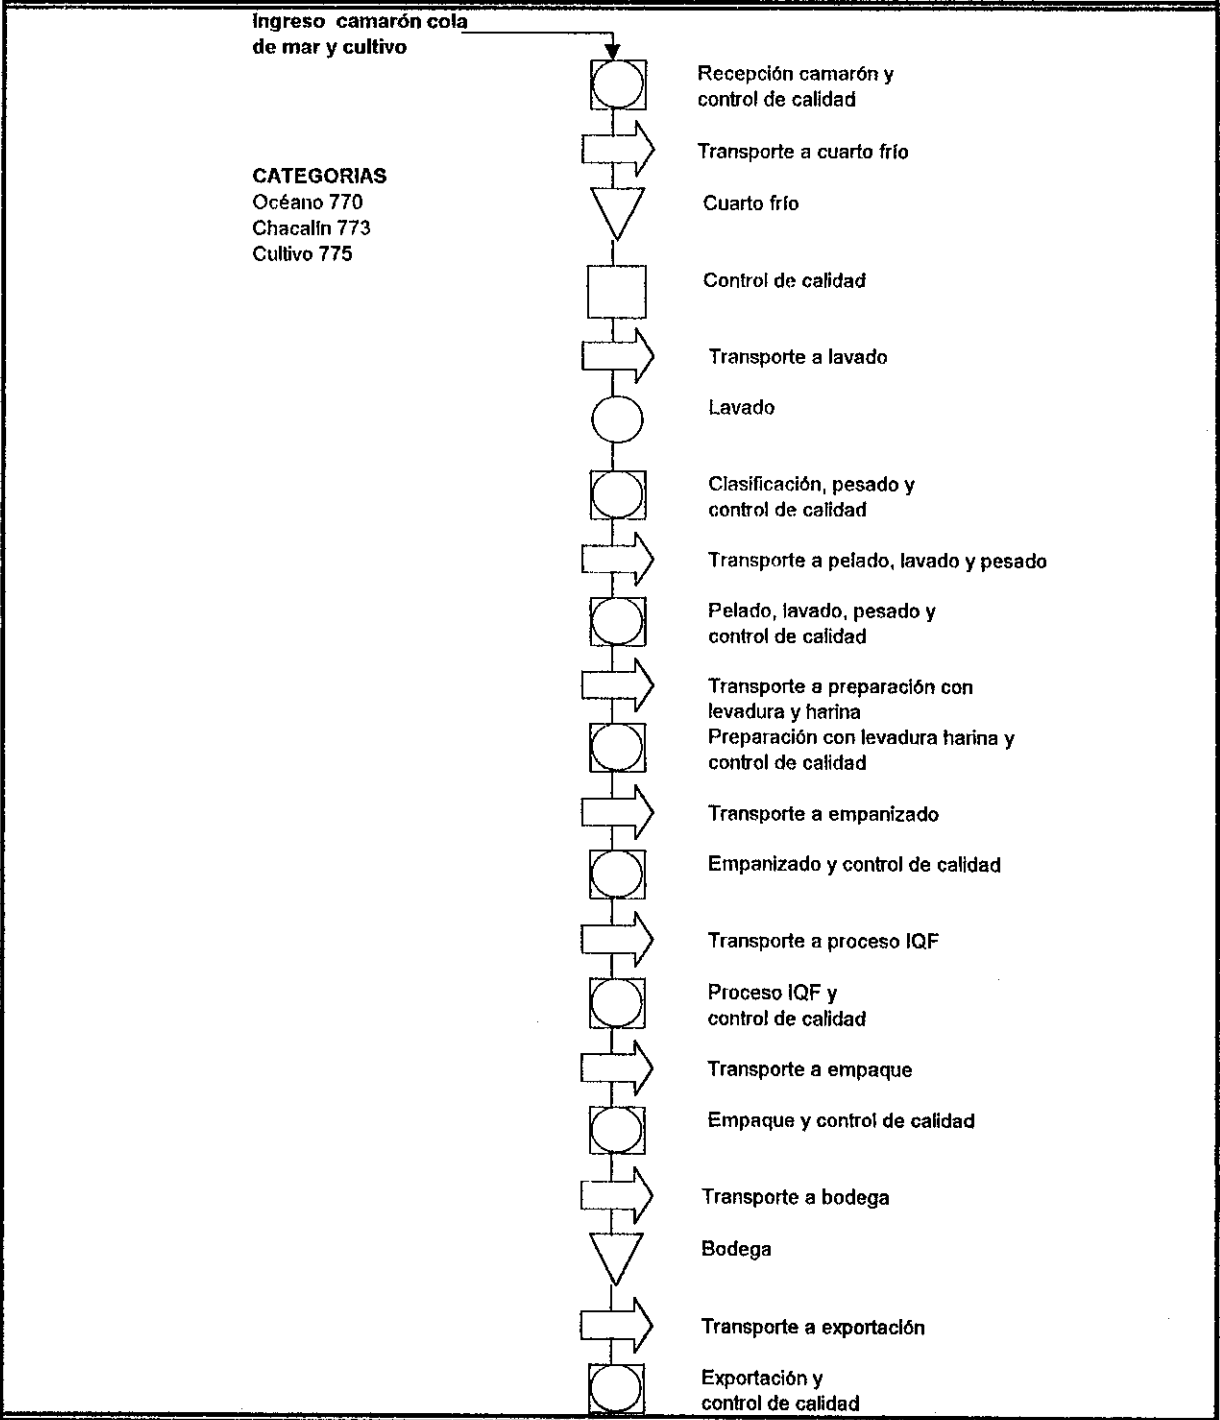 Ingreso camarón cola
de mar y cultivo
Recepción camarón y
control de calidad
Transporte a cuarto frío
CATEGORIAS
Océano 770
Chacalín 773
Cultivo 775
Cuarto frío
Control de calidad
Transporte a lavado
Lavado
Clasificación, pesado y
control de calidad
Transporte a pelado, lavado y pesado
Pelado, lavado, pesado y
control de calidad
Transporte a preparación con
levadura y harina
Preparación con levadura harina y
control de calidad
Transporte a empanizado
Empanizado y control de calidad
Transporte a proceso IQF
Proceso IQF y
control de calidad
Transporte a empaque
Empaque y control de calidad
Transporte a bodega
Bodega
Transporte a exportación
Exportación y
control de calidad